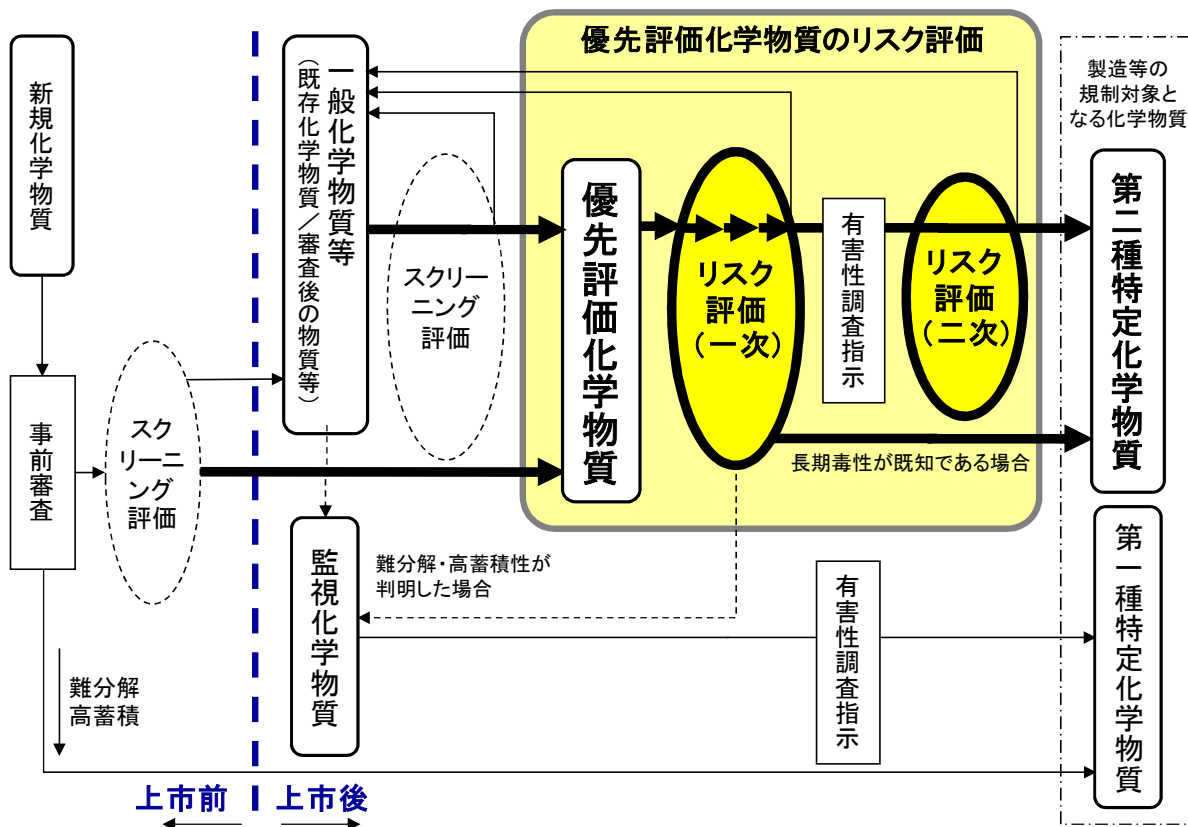 優先評価化学物質のリスク評価
新規化学物質
事前審査
スク
リーニ
ング
評価
難分解
高蓄積
上市前
上市後
一般化学物質等
（既存化学物質／審査後の物質等）
スクリー
ニング
評価
監視化学物質
難分解・高蓄積性が
判明した場合
優先評価化学物質
リスク
評価
（一次）
有害性調査指示
リスク
評価
（二次）
長期毒性が既知である場合
有害性調査指示
製造等の
規制対象と
なる化学物質
第二種特定化学物質
第一種特定化学物質